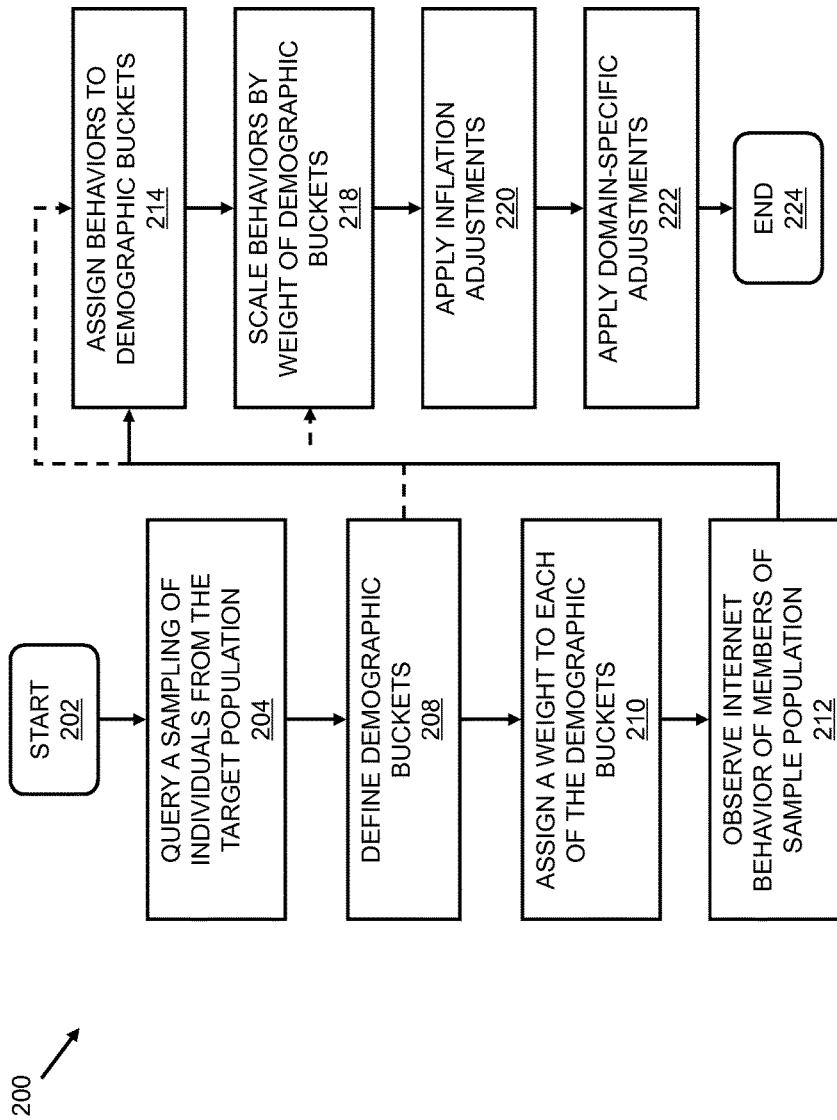 200
START
202
QUERY A SAMPLING OF
INDIVIDUALS FROM THE
TARGET POPULATION
204
DEFINE DEMOGRAPHIC
BUCKETS
208
ASSIGN A WEIGHT TO EACH
OF THE DEMOGRAPHIC
BUCKETS
210
OBSERVE INTERNET
BEHAVIOR OF MEMBERS OF
SAMPLE POPULATION
212
ASSIGN BEHAVIORS TO
DEMOGRAPHIC BUCKETS
214
SCALE BEHAVIORS BY
WEIGHT OF DEMOGRAPHIC
BUCKETS
218
APPLY INFLATION
ADJUSTMENTS
220
APPLY DOMAIN-SPECIFIC
ADJUSTMENTS
222
END
224